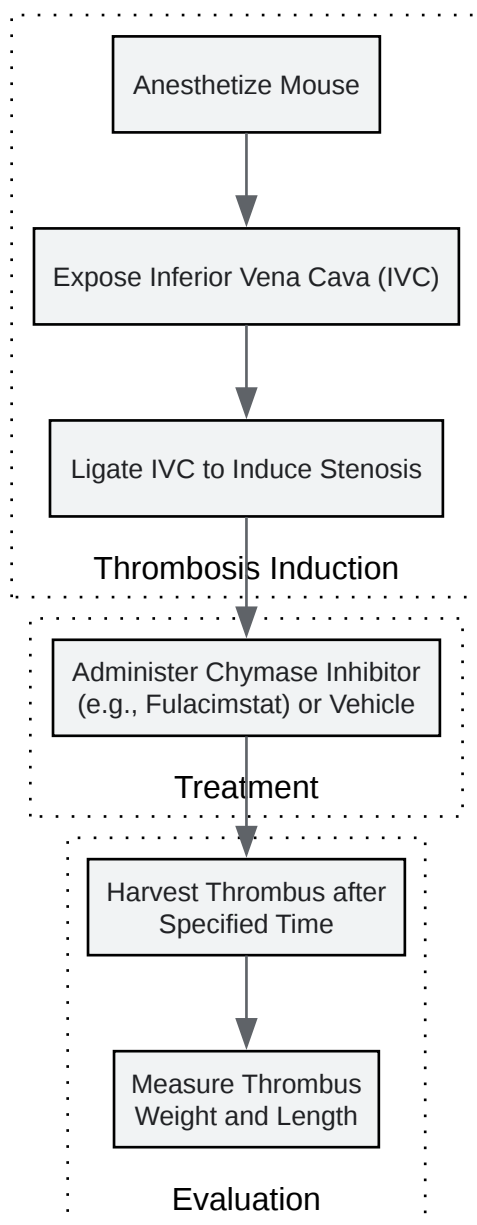 Anesthetize Mouse
Expose Inferior Vena Cava (IVC)
Ligate IVC to Induce Stenosis
Thrombosis Induction
Administer Chymase Inhibitor
(e.g., Fulacimstat) or Vehicle
Treatment
Harvest Thrombus after
Specified Time
Measure Thrombus
Weight and Length
Evaluation